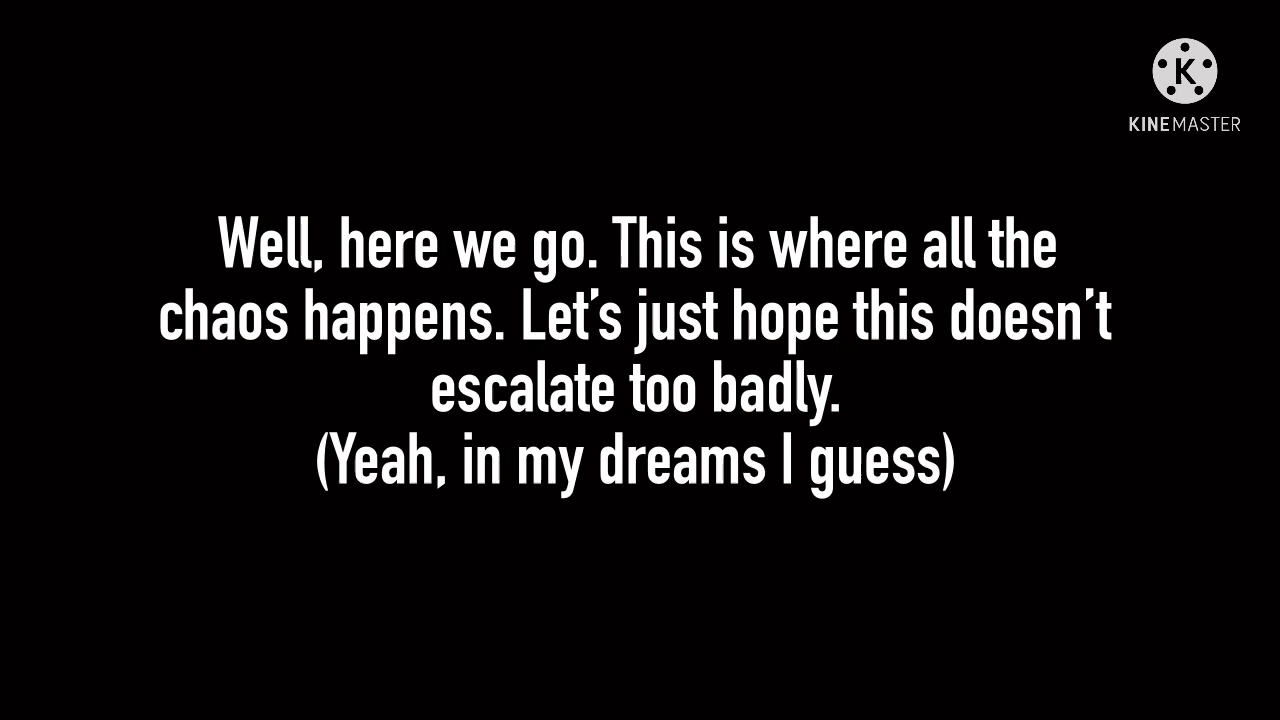 K
KINEMASTER
Well, here we go. This is where all the
chaos happens. Let’s just hope this doesn’t
escalate too badly.
(Yeah, in my dreams I guess)